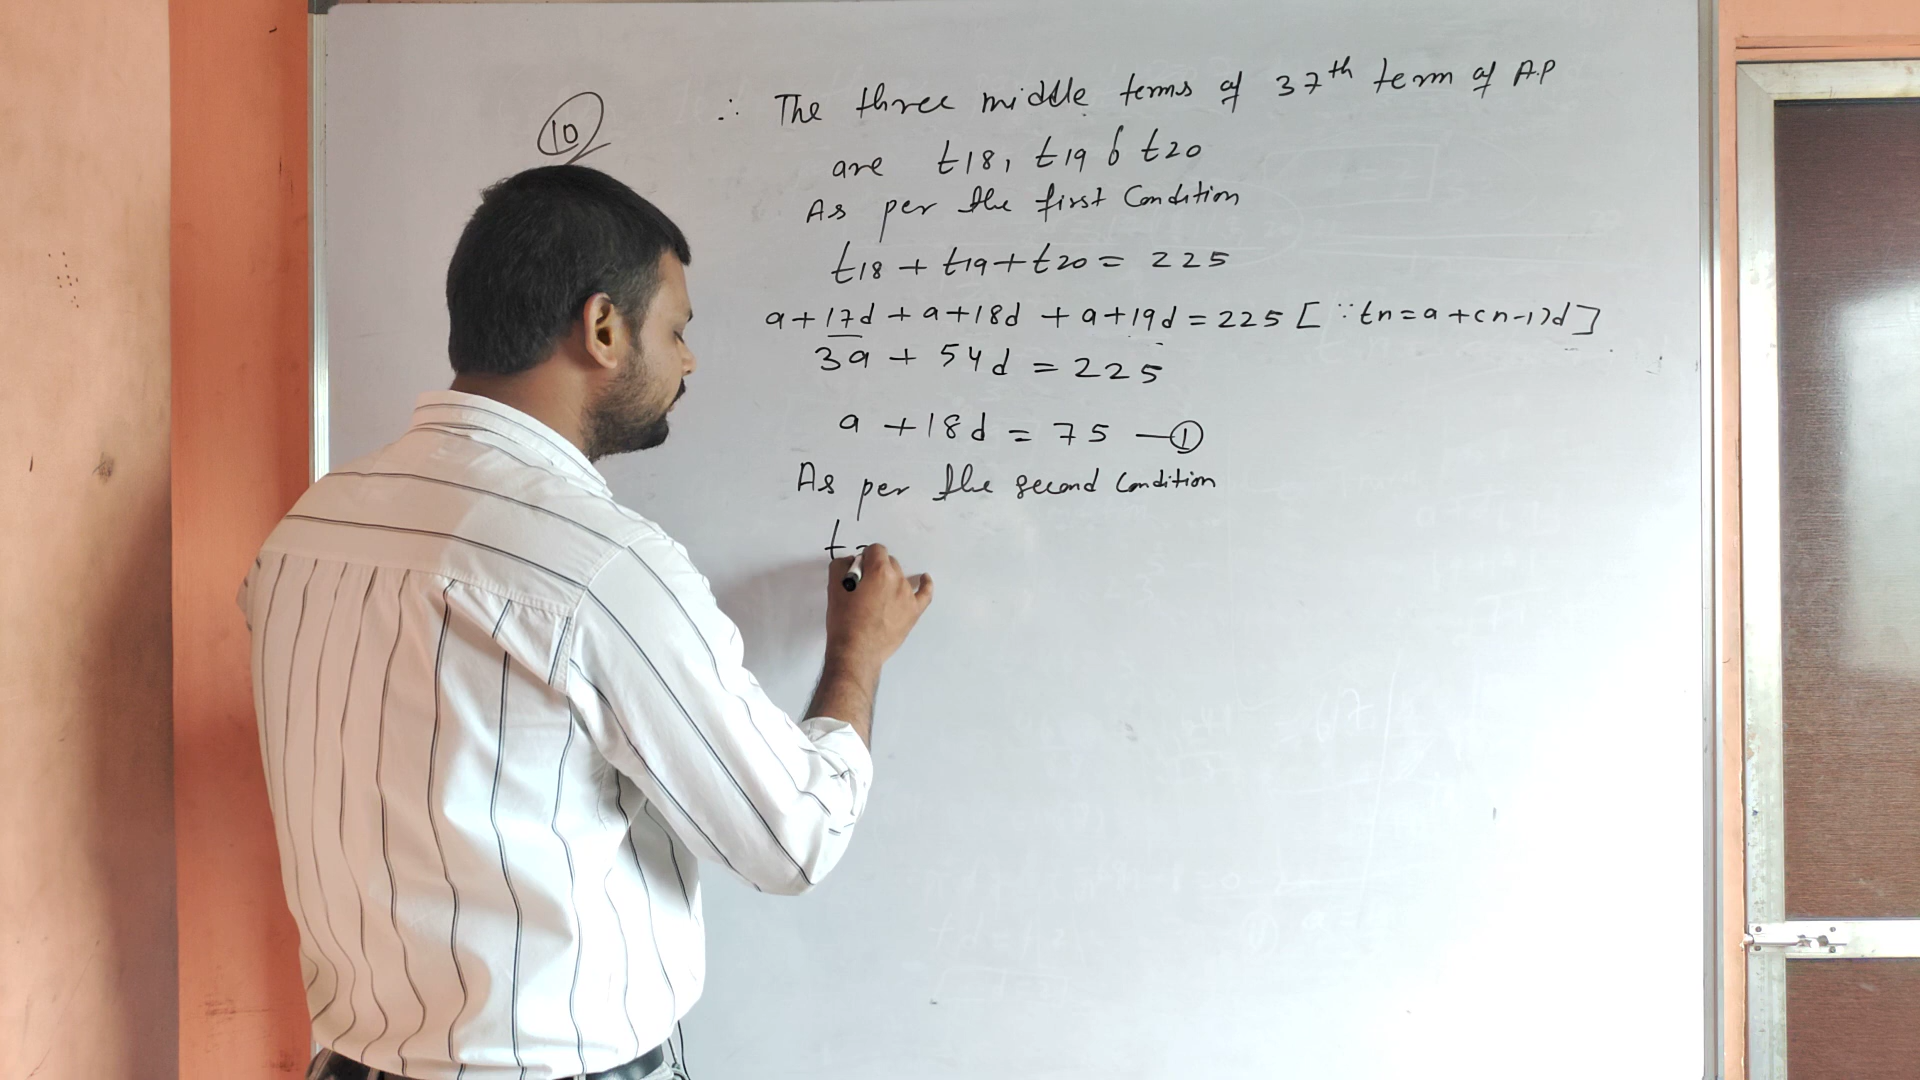 10
∴ The three middle terms of 37th term of A.P
are t18, t19 & t20
As per the first Condition
t18 + t19 + t20 = 225
a + 17d + a + 18d + a + 19d = 225 [ ∵ tn = a + (n-1)d ]
3a + 54d = 225
a + 18d = 75 — ①
As per the second Condition
t